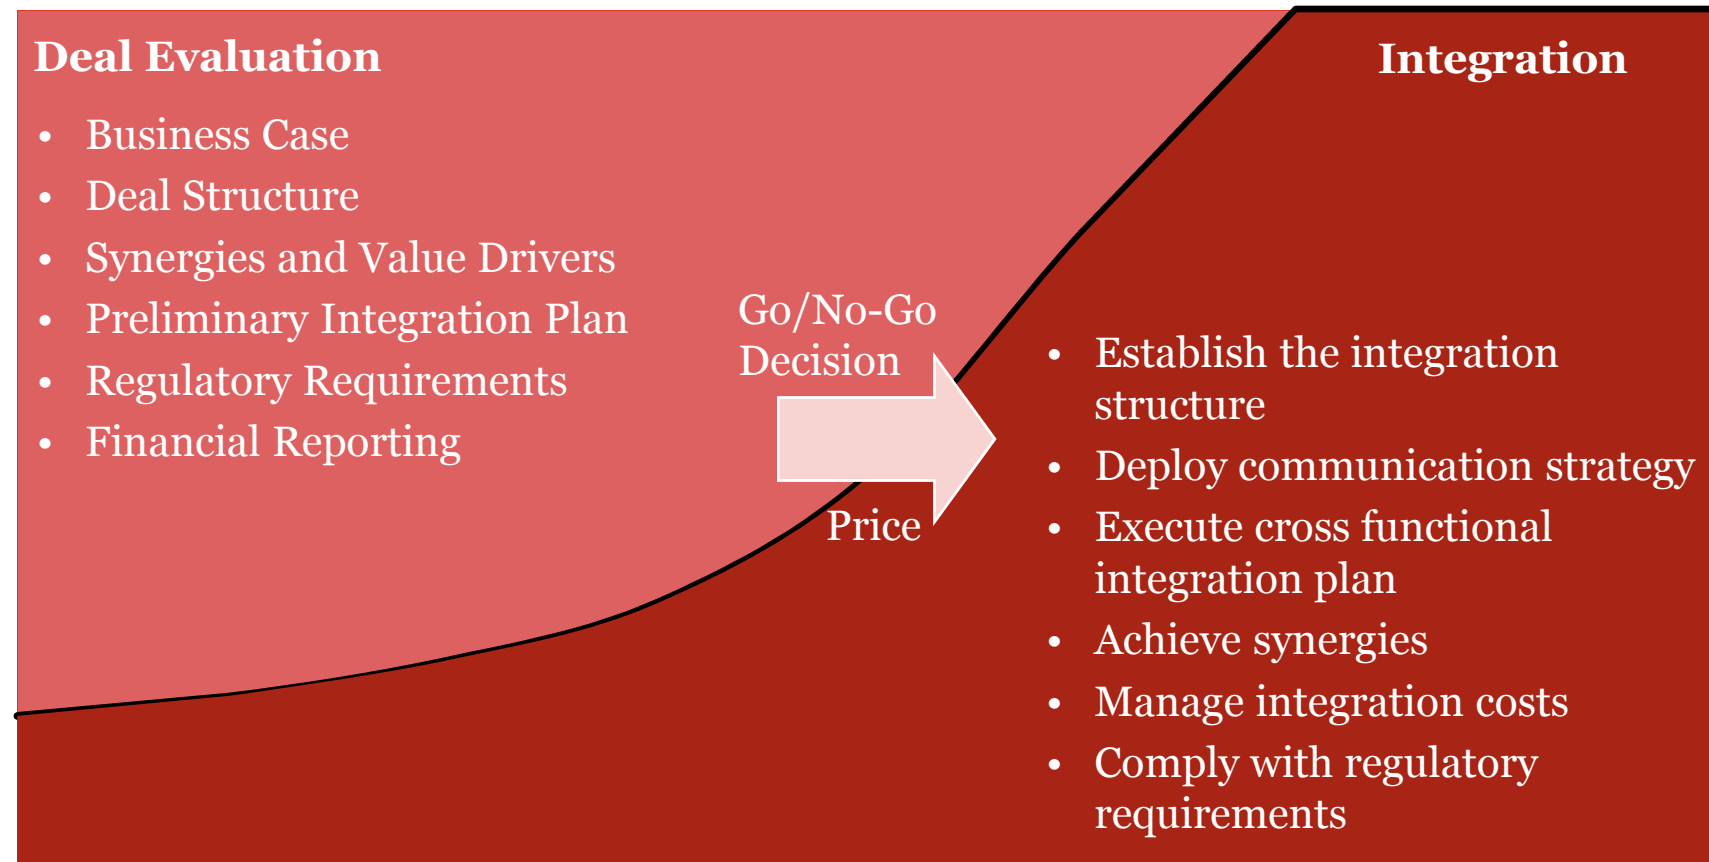 Deal Evaluation
• Business Case
• Deal Structure
• Synergies and Value Drivers
• Preliminary Integration Plan
• Regulatory Requirements
• Financial Reporting
Go/No-Go
Decision
Price
Integration
• Establish the integration
structure
• Deploy communication strategy
• Execute cross functional
integration plan
• Achieve synergies
• Manage integration costs
• Comply with regulatory
requirements